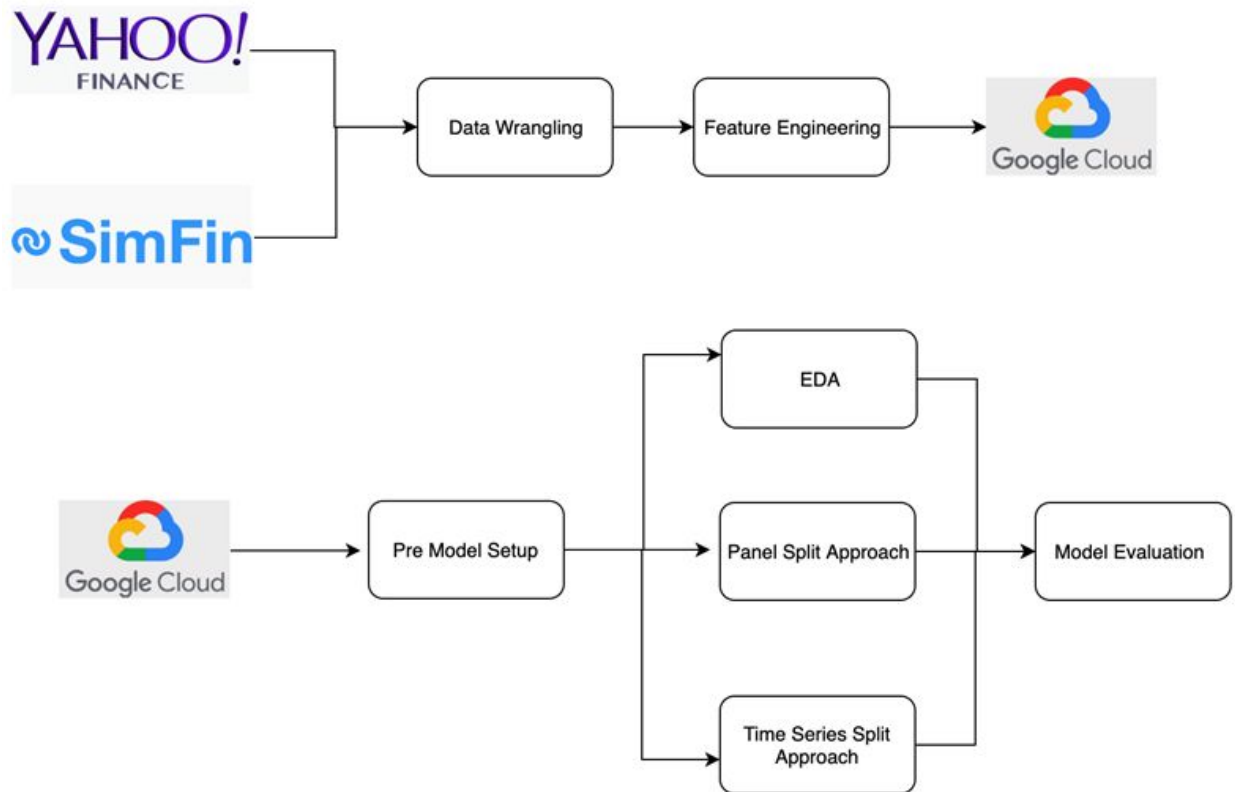 YAHOO!
FINANCE
Data Wrangling
Feature Engineering
Google Cloud
SimFin
EDA
Google Cloud
Pre Model Setup
Panel Split Approach
Model Evaluation
Time Series Split
Approach